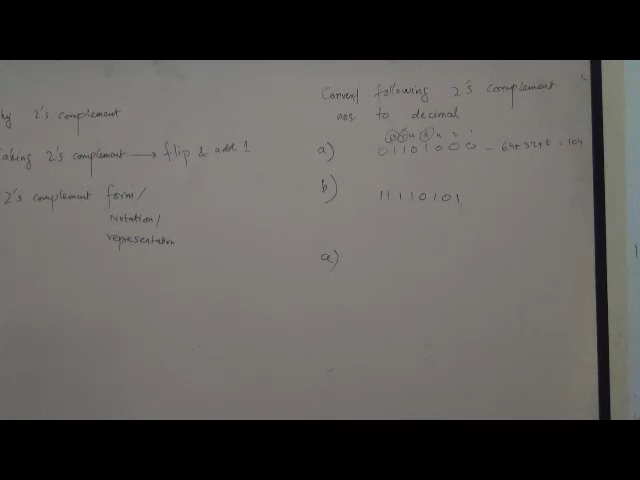 by 2's complement
Taking 2's complement → flip & add 1
2's complement form/
Notation/
representation
Convert following 2's complement
nos. to decimal
a) 01101000 = 64+32+8 = 104
b) 11110101
a)